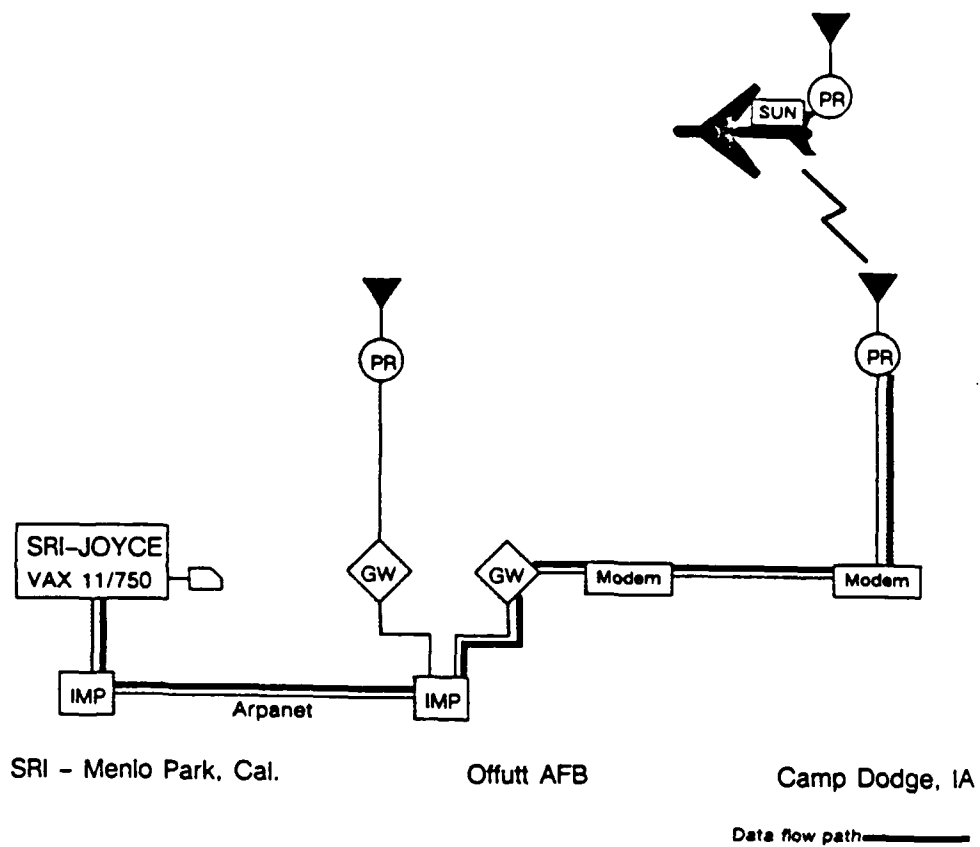 PR
SUN
PR
PR
SRI-JOYCE
VAX 11/750
GW
GW
Modem
Modem
IMP
Arpanet
IMP
SRI - Menlo Park, Cal.
Offutt AFB
Camp Dodge, IA
Data flow path